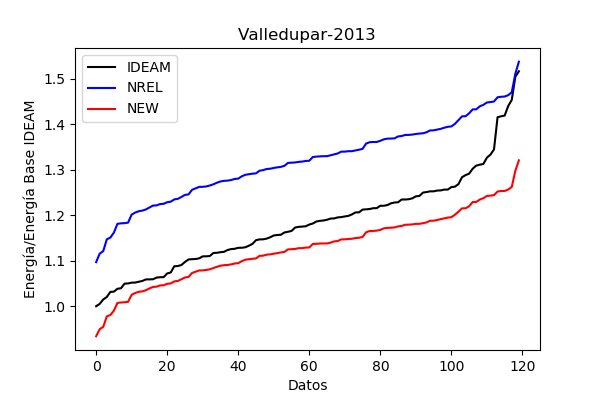 Valledupar-2013
IDEAM
NREL
NEW
Energía/Energía Base IDEAM
1.5
1.4
1.3
1.2
1.1
1.0
0 20 40 60 80 100 120
Datos